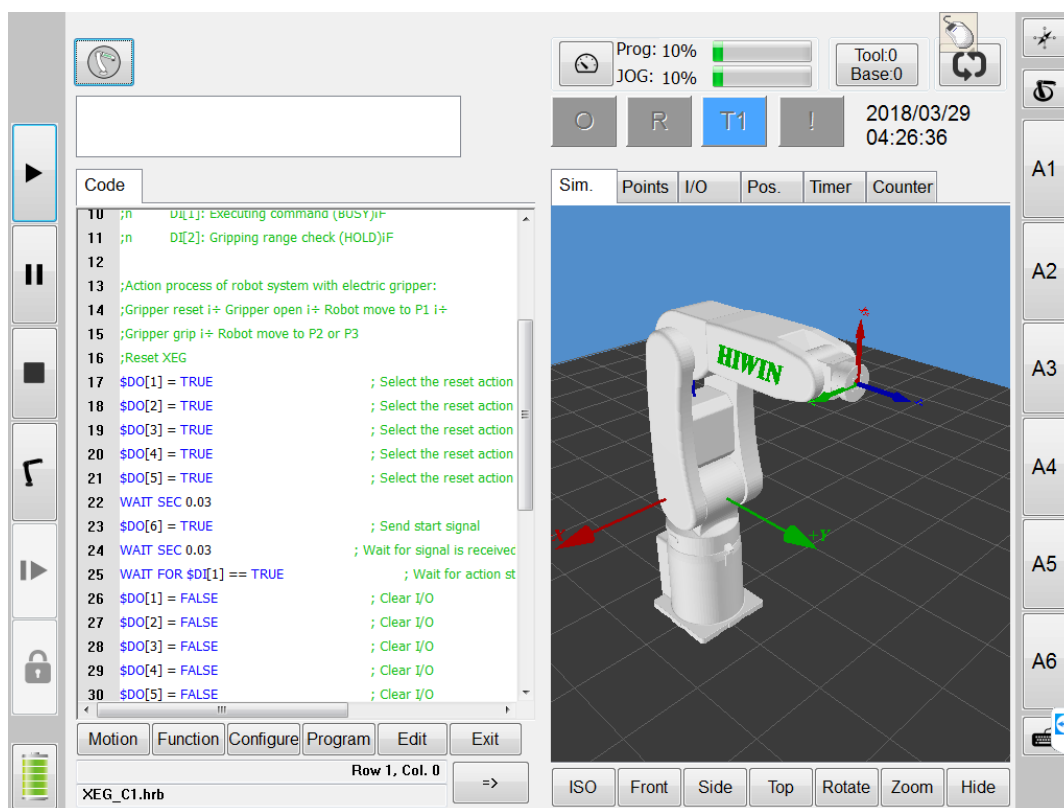 Prog: 10%
JOG: 10%
Tool:0
Base:0
O R T1 !
2018/03/29
04:26:36
Code
10 ;n DI[1]: Executing command (BUSY)iF
11 ;n DI[2]: Gripping range check (HOLD)iF
12
13 ;Action process of robot system with electric gripper:
14 ;Gripper reset i÷ Gripper open i÷ Robot move to P1 i÷
15 ;Gripper grip i÷ Robot move to P2 or P3
16 ;Reset XEG
17 $DO[1] = TRUE ; Select the reset action
18 $DO[2] = TRUE ; Select the reset action
19 $DO[3] = TRUE ; Select the reset action
20 $DO[4] = TRUE ; Select the reset action
21 $DO[5] = TRUE ; Select the reset action
22 WAIT SEC 0.03
23 $DO[6] = TRUE ; Send start signal
24 WAIT SEC 0.03 ; Wait for signal is received
25 WAIT FOR $DI[1] == TRUE ; Wait for action st
26 $DO[1] = FALSE ; Clear I/O
27 $DO[2] = FALSE ; Clear I/O
28 $DO[3] = FALSE ; Clear I/O
29 $DO[4] = FALSE ; Clear I/O
30 $DO[5] = FALSE ; Clear I/O
Motion Function Configure Program Edit Exit
Row 1, Col. 0
XEG_C1.hrb
=>
Sim. Points I/O Pos. Timer Counter
HIWIN
+Y
ISO Front Side Top Rotate Zoom Hide
A1
A2
A3
A4
A5
A6